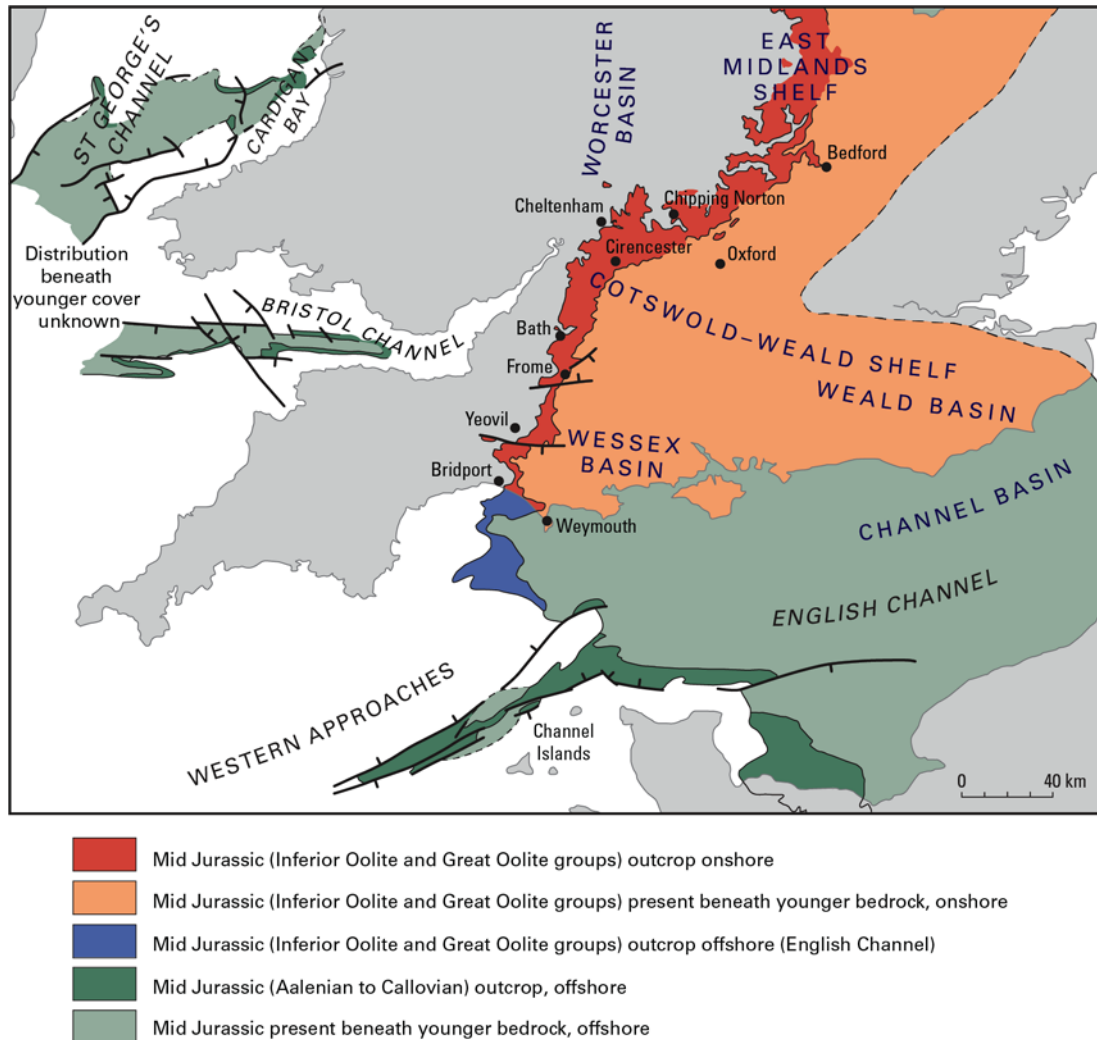 ST GEORGE'S
CHANNEL
CARDIGAN
BAY
WORCESTER
BASIN
EAST
MIDLANDS
SHELF
Bedford
Cheltenham
Chipping Norton
Cirencester
Oxford
Distribution
beneath
younger cover
unknown
BRISTOL CHANNEL
COTSWOLD–WEALD SHELF
Bath
Frome
WEALD BASIN
Yeovil
WESSEX
BASIN
Bridport
Weymouth
CHANNEL BASIN
ENGLISH CHANNEL
WESTERN APPROACHES
Channel
Islands
0 40 km
Mid Jurassic (Inferior Oolite and Great Oolite groups) outcrop onshore
Mid Jurassic (Inferior Oolite and Great Oolite groups) present beneath younger bedrock, onshore
Mid Jurassic (Inferior Oolite and Great Oolite groups) outcrop offshore (English Channel)
Mid Jurassic (Aalenian to Callovian) outcrop, offshore
Mid Jurassic present beneath younger bedrock, offshore